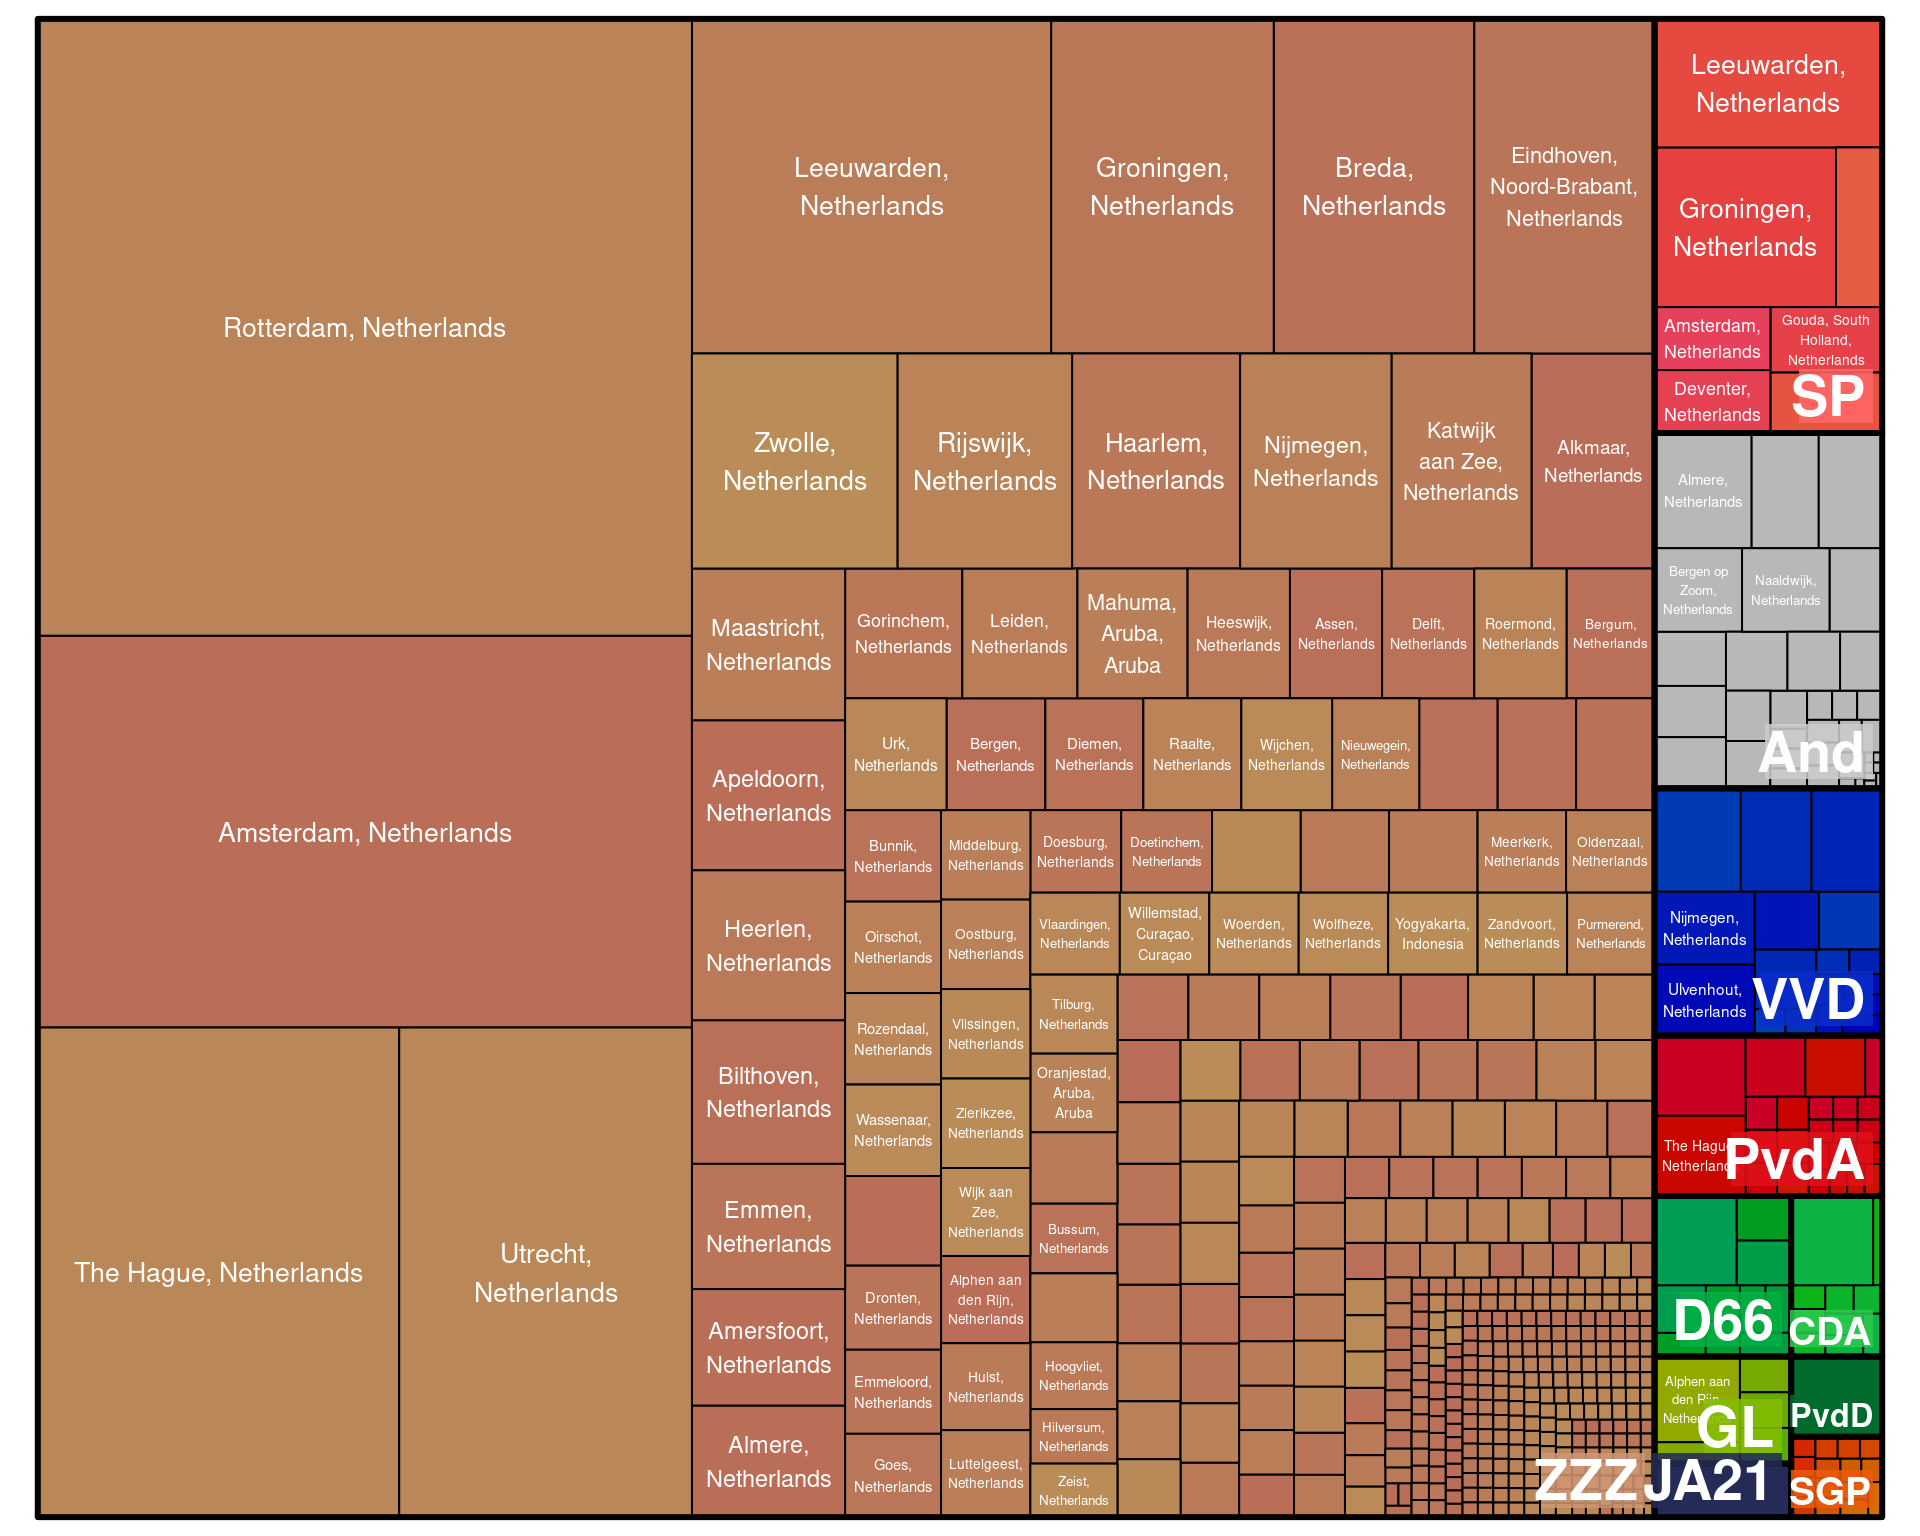 Rotterdam, Netherlands
Amsterdam, Netherlands
The Hague, Netherlands
Utrecht,
Netherlands
Leeuwarden,
Netherlands
Groningen,
Netherlands
Breda,
Netherlands
Eindhoven,
Noord-Brabant,
Netherlands
Zwolle,
Netherlands
Rijswijk,
Netherlands
Haarlem,
Netherlands
Nijmegen,
Netherlands
Katwijk
aan Zee,
Netherlands
Alkmaar,
Netherlands
Maastricht,
Netherlands
Apeldoorn,
Netherlands
Heerlen,
Netherlands
Bilthoven,
Netherlands
Emmen,
Netherlands
Amersfoort,
Netherlands
Almere,
Netherlands
Gorinchem,
Netherlands
Leiden,
Netherlands
Mahuma,
Aruba,
Aruba
Heeswijk,
Netherlands
Assen,
Netherlands
Delft,
Netherlands
Roermond,
Netherlands
Bergum,
Netherlands
Urk,
Netherlands
Bergen,
Netherlands
Diemen,
Netherlands
Raalte,
Netherlands
Wijchen,
Netherlands
Nieuwegein,
Netherlands
Bunnik,
Netherlands
Oirschot,
Netherlands
Rozendaal,
Netherlands
Wassenaar,
Netherlands
Dronten,
Netherlands
Emmeloord,
Netherlands
Goes,
Netherlands
Middelburg,
Netherlands
Oostburg,
Netherlands
Vlissingen,
Netherlands
Zierikzee,
Netherlands
Wijk aan
Zee,
Netherlands
Alphen aan
den Rijn,
Netherlands
Hulst,
Netherlands
Luttelgeest,
Netherlands
Doesburg,
Netherlands
Doetinchem,
Netherlands
Meerkerk,
Netherlands
Oldenzaal,
Netherlands
Vlaardingen,
Netherlands
Willemstad,
Curaçao,
Curaçao
Woerden,
Netherlands
Wolfheze,
Netherlands
Yogyakarta,
Indonesia
Zandvoort,
Netherlands
Purmerend,
Netherlands
Tilburg,
Netherlands
Oranjestad,
Aruba,
Aruba
Bussum,
Netherlands
Hoogvliet,
Netherlands
Hilversum,
Netherlands
Zeist,
Netherlands
ZZZ
Leeuwarden,
Netherlands
Groningen,
Netherlands
Amsterdam,
Netherlands
Gouda, South
Holland,
Netherlands
Deventer,
Netherlands
SP
Almere,
Netherlands
Bergen op
Zoom,
Netherlands
Naaldwijk,
Netherlands
And
Nijmegen,
Netherlands
Ulvenhout,
Netherlands
VVD
The Hague,
Netherlands
PvdA
D66
CDA
Alphen aan
den Rijn,
Netherlands
GL
PvdD
JA21
SGP